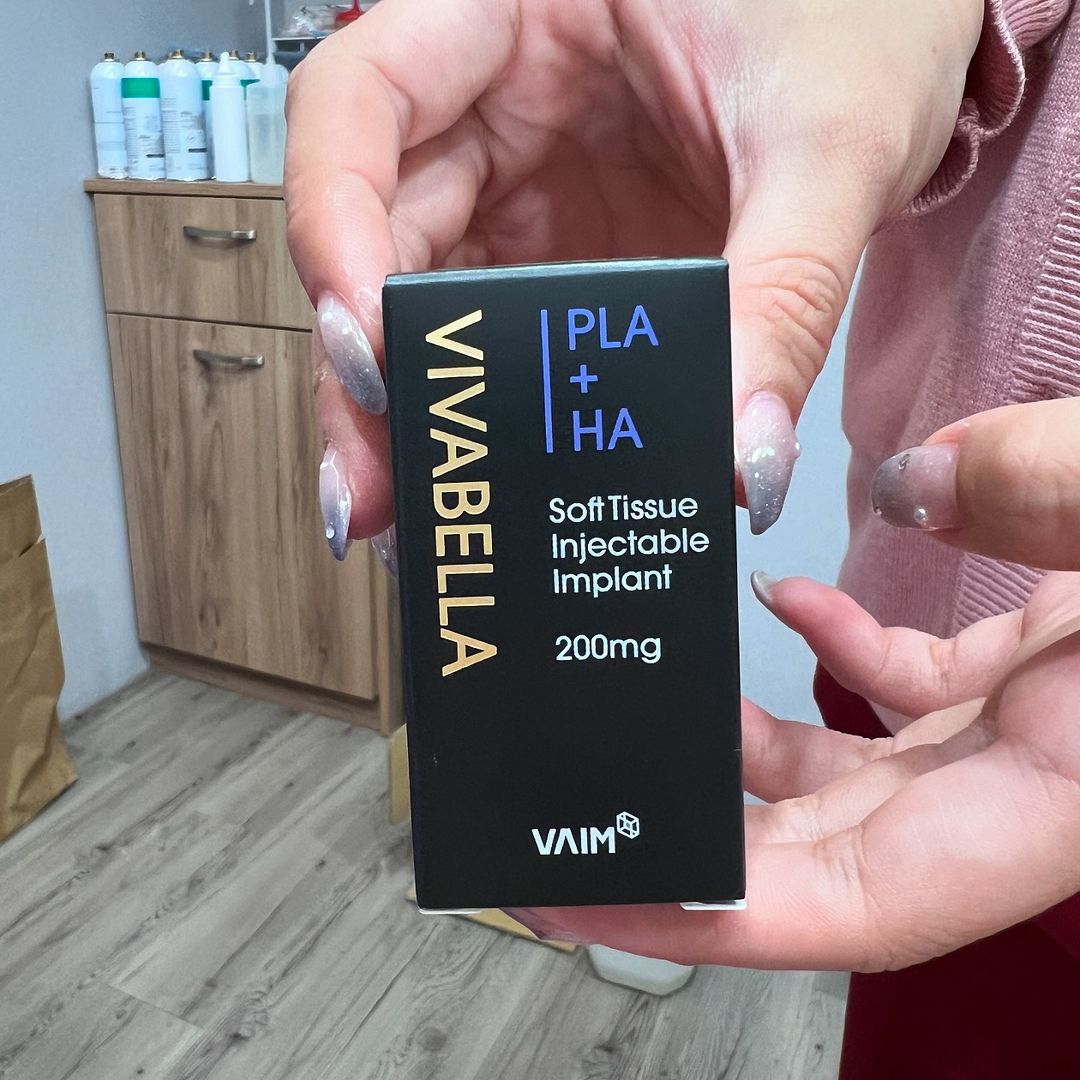 VIVABELLA
PLA
+
HA
Soft Tissue
Injectable
Implant
200mg
VAIM